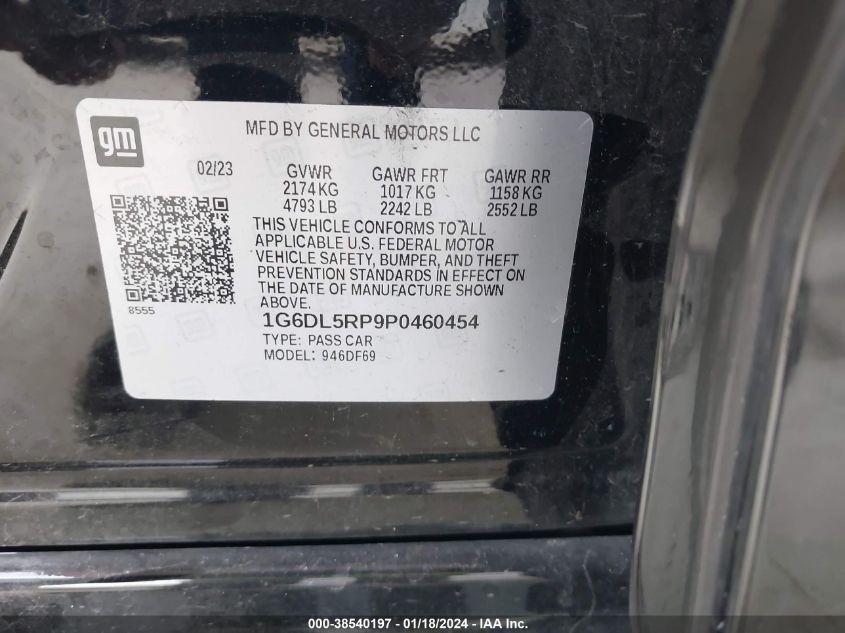 gm
MFD BY GENERAL MOTORS LLC
02/23 GVWR GAWR FRT GAWR RR
2174 KG 1017 KG 1158 KG
4793 LB 2242 LB 2552 LB
THIS VEHICLE CONFORMS TO ALL
APPLICABLE U.S. FEDERAL MOTOR
VEHICLE SAFETY, BUMPER, AND THEFT
PREVENTION STANDARDS IN EFFECT ON
THE DATE OF MANUFACTURE SHOWN
ABOVE.
8555
1G6DL5RP9P0460454
TYPE: PASS CAR
MODEL: 946DF69
000-38540197 - 01/18/2024 - IAA Inc.